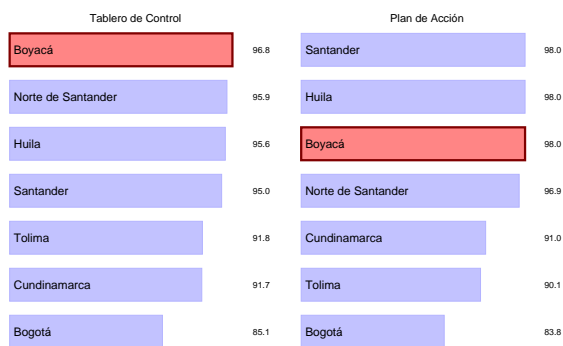 Tablero de Control
Boyacá 96.8
Norte de Santander 95.9
Huila 95.6
Santander 95.0
Tolima 91.8
Cundinamarca 91.7
Bogotá 85.1
Plan de Acción
Santander 98.0
Huila 98.0
Boyacá 98.0
Norte de Santander 96.9
Cundinamarca 91.0
Tolima 90.1
Bogotá 83.8